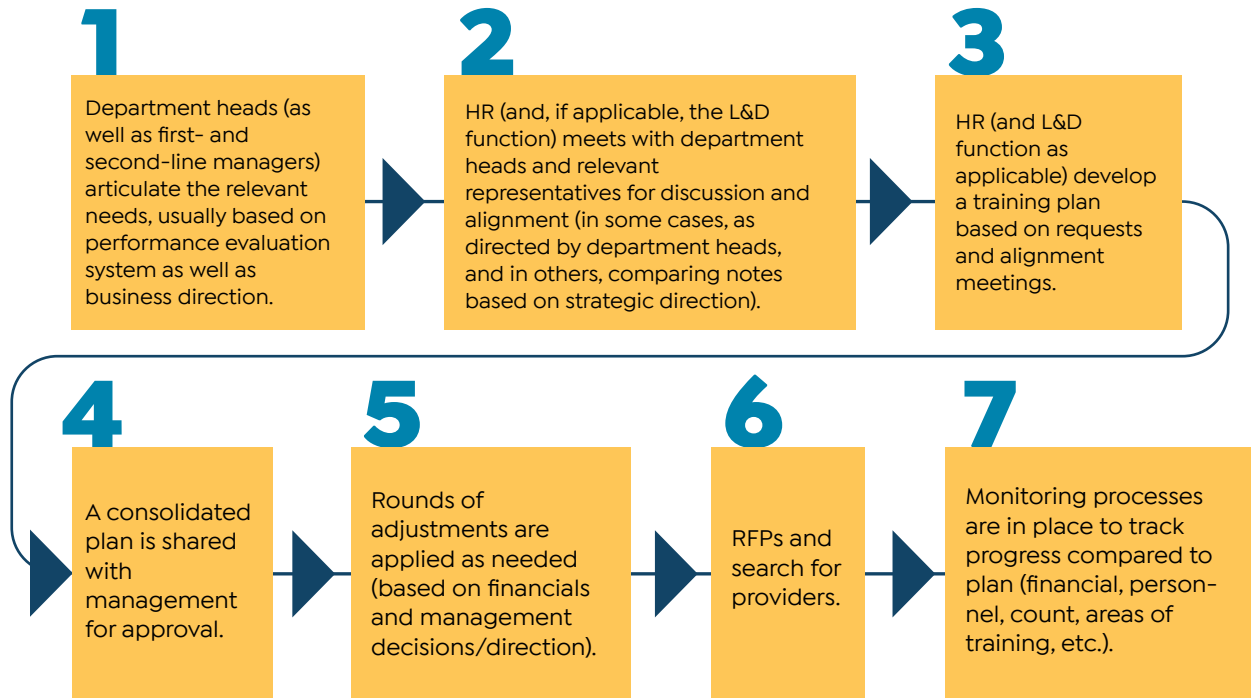 1
Department heads (as
well as first- and
second-line managers)
articulate the relevant
needs, usually based on
performance evaluation
system as well as
business direction.
2
HR (and, if applicable, the L&D
function) meets with department
heads and relevant
representatives for discussion and
alignment (in some cases, as
directed by department heads,
and in others, comparing notes
based on strategic direction).
3
HR (and L&D
function as
applicable) develop
a training plan
based on requests
and alignment
meetings.
4
A consolidated
plan is shared
with
management
for approval.
5
Rounds of
adjustments are
applied as needed
(based on financials
and management
decisions/direction).
6
RFPs and
search for
providers.
7
Monitoring processes
are in place to track
progress compared to
plan (financial, person-
nel, count, areas of
training, etc.).